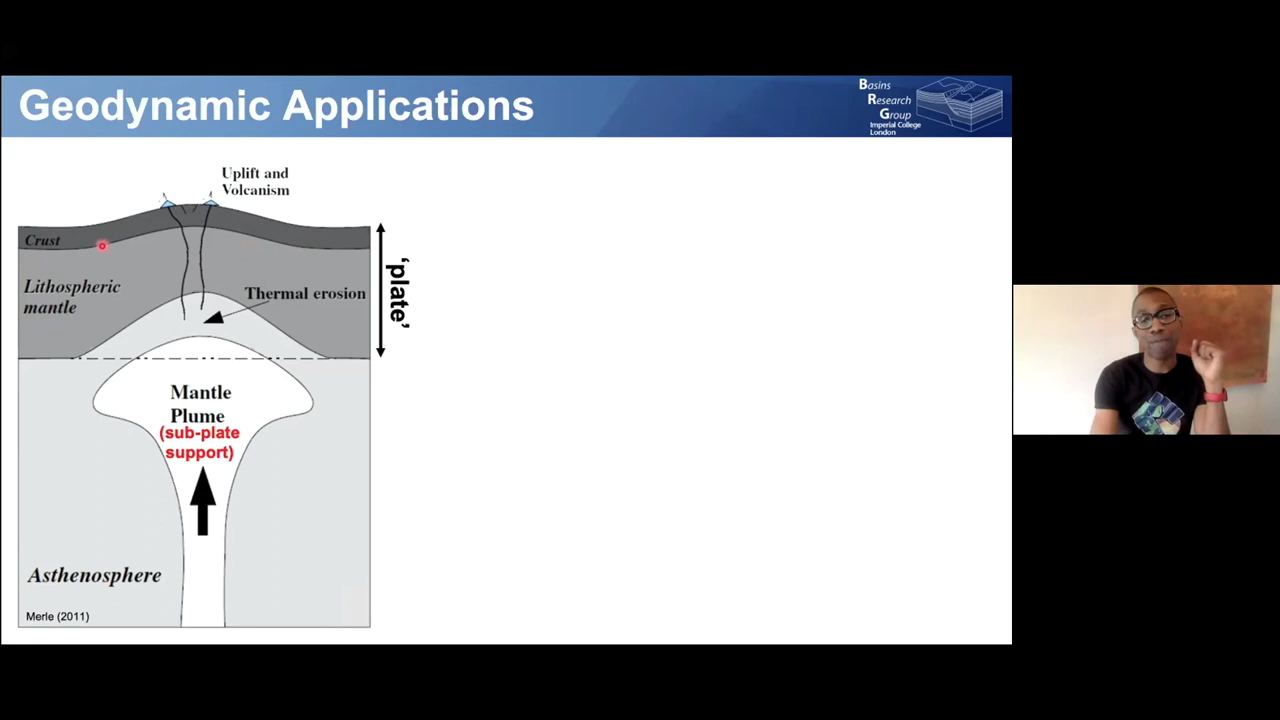 Geodynamic Applications
Basins
Research
Group
Imperial College
London
Uplift and
Volcanism
Crust
Lithospheric
mantle
Thermal erosion
'plate'
Mantle
Plume
(sub-plate
support)
Asthenosphere
Merle (2011)